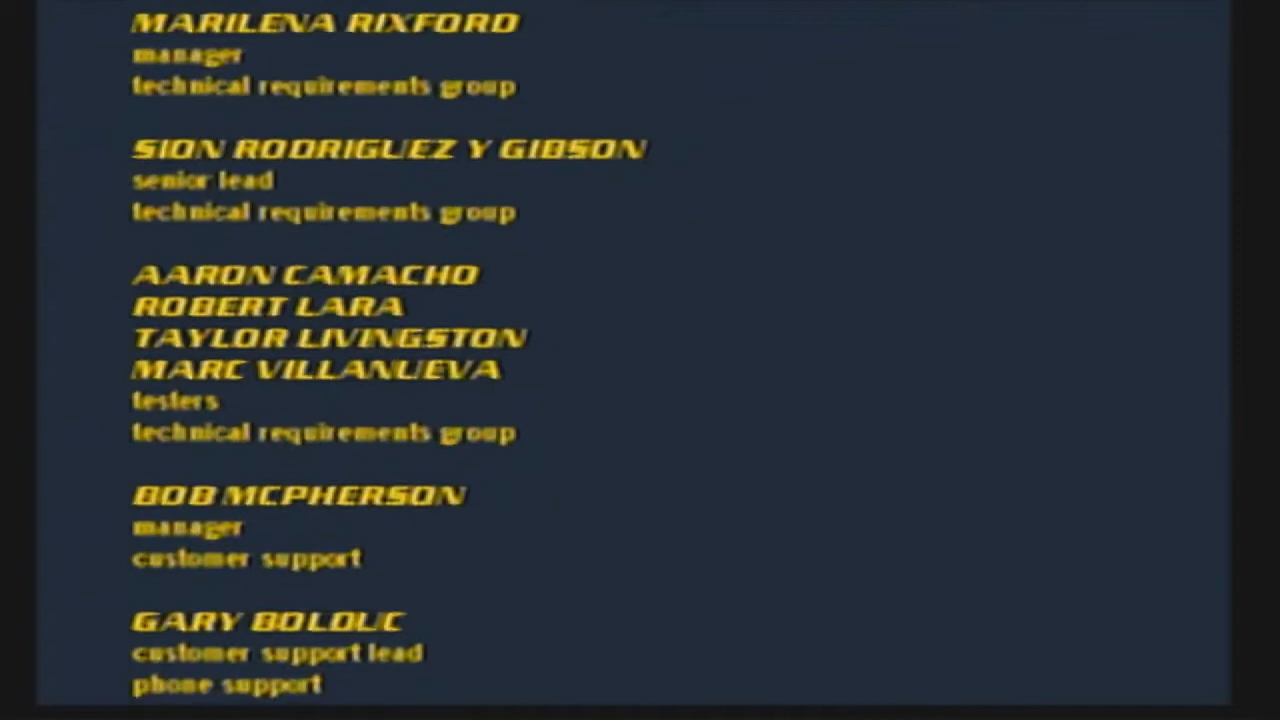 MARILENA RIXFORD
manager
technical requirements group
SION RODRIGUEZ Y GIBSON
senior lead
technical requirements group
AARON CAMACHO
ROBERT LARA
TAYLOR LIVINGSTON
MARC VILLANUEVA
testers
technical requirements group
BOB MCPHERSON
manager
customer support
GARY BOLDUC
customer support lead
phone support